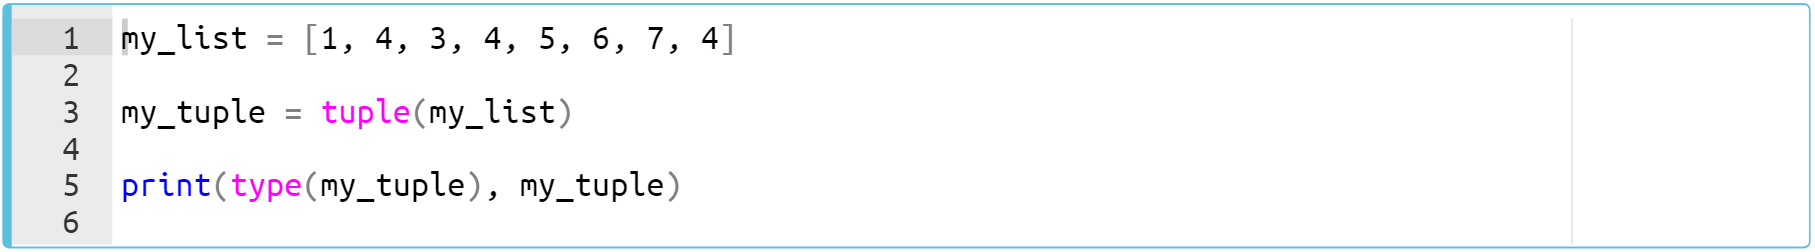 1 my_list = [1, 4, 3, 4, 5, 6, 7, 4]
2
3 my_tuple = tuple(my_list)
4
5 print(type(my_tuple), my_tuple)
6